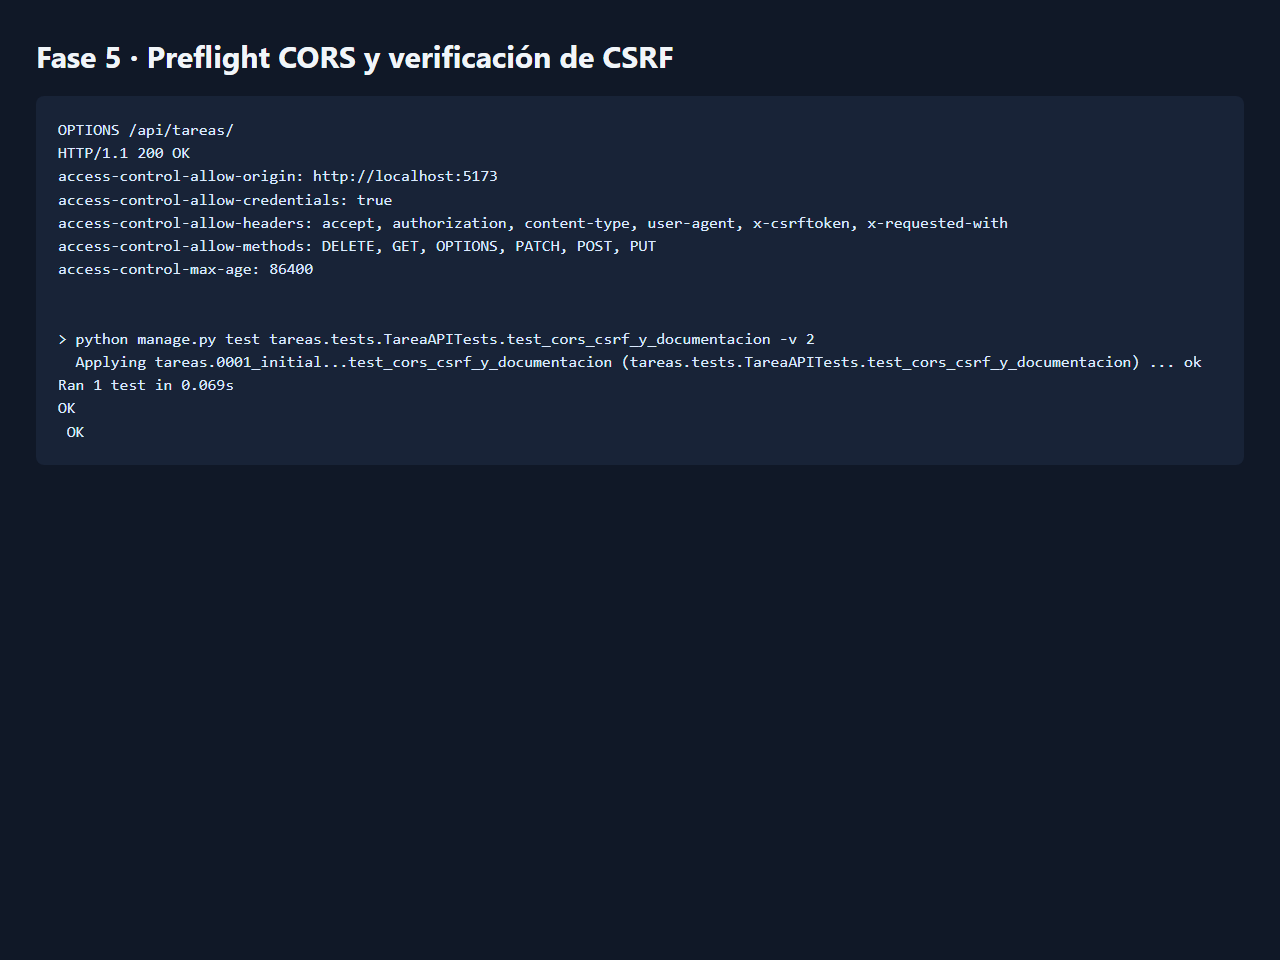 Fase 5 · Preflight CORS y verificación de CSRF
OPTIONS /api/tareas/
HTTP/1.1 200 OK
access-control-allow-origin: http://localhost:5173
access-control-allow-credentials: true
access-control-allow-headers: accept, authorization, content-type, user-agent, x-csrftoken, x-requested-with
access-control-allow-methods: DELETE, GET, OPTIONS, PATCH, POST, PUT
access-control-max-age: 86400
> python manage.py test tareas.tests.TareaAPITests.test_cors_csrf_y_documentacion -v 2
Applying tareas.0001_initial...test_cors_csrf_y_documentacion (tareas.tests.TareaAPITests.test_cors_csrf_y_documentacion) ... ok
Ran 1 test in 0.069s
OK
OK